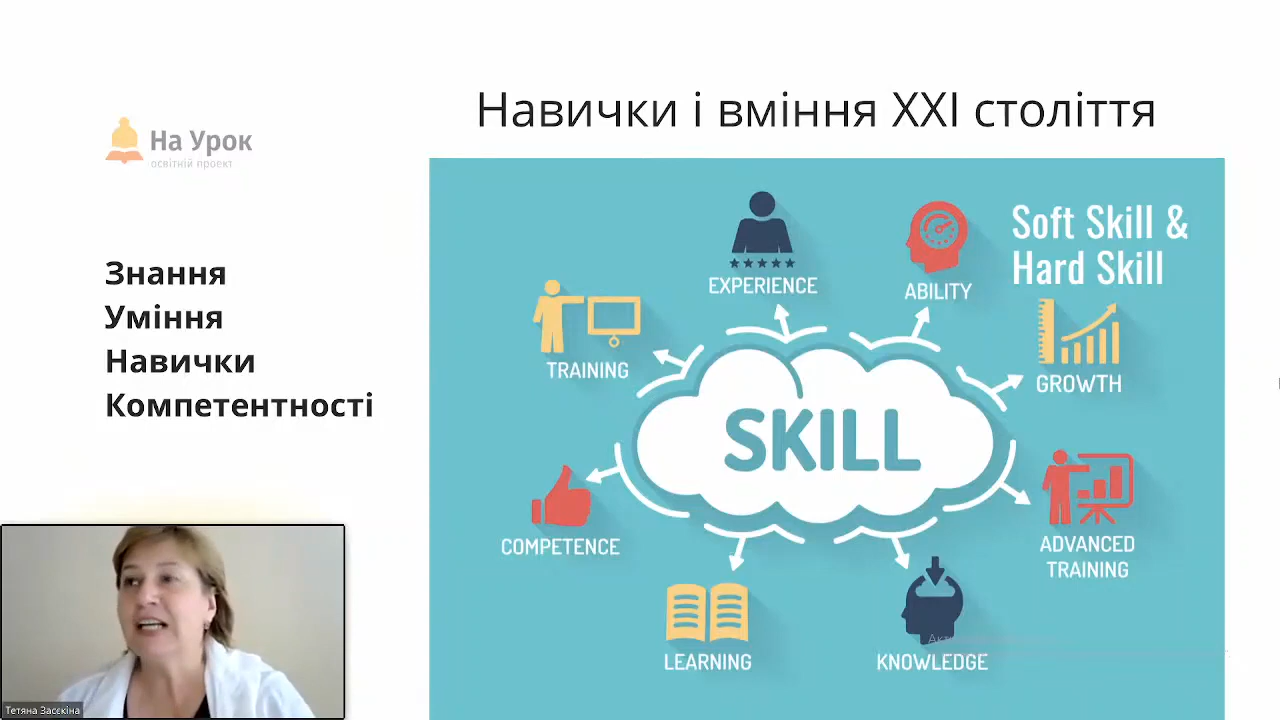 Навички і вміння ХХІ століття
На Урок
освітній проект
Знання
Уміння
Навички
Компетентності
Soft Skill &
Hard Skill
EXPERIENCE
ABILITY
TRAINING
GROWTH
SKILL
COMPETENCE
ADVANCED
TRAINING
LEARNING
KNOWLEDGE
Тетяна Засєкіна